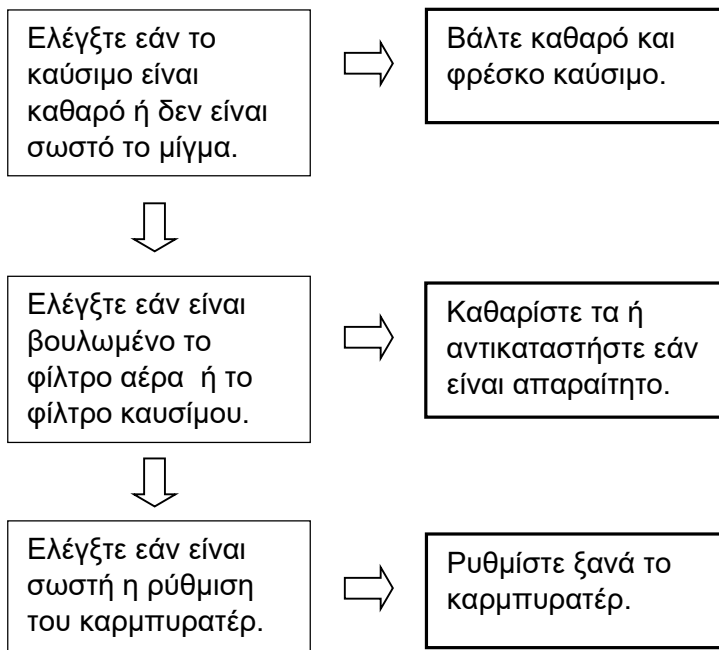 Ελέγξτε εάν το
καύσιμο είναι
καθαρό ή δεν είναι
σωστό το μίγμα.
Βάλτε καθαρό και
φρέσκο καύσιμο.
Ελέγξτε εάν είναι
βουλωμένο το
φίλτρο αέρα ή το
φίλτρο καυσίμου.
Καθαρίστε τα ή
αντικαταστήστε εάν
είναι απαραίτητο.
Ελέγξτε εάν είναι
σωστή η ρύθμιση
του καρμπυρατέρ.
Ρυθμίστε ξανά το
καρμπυρατέρ.